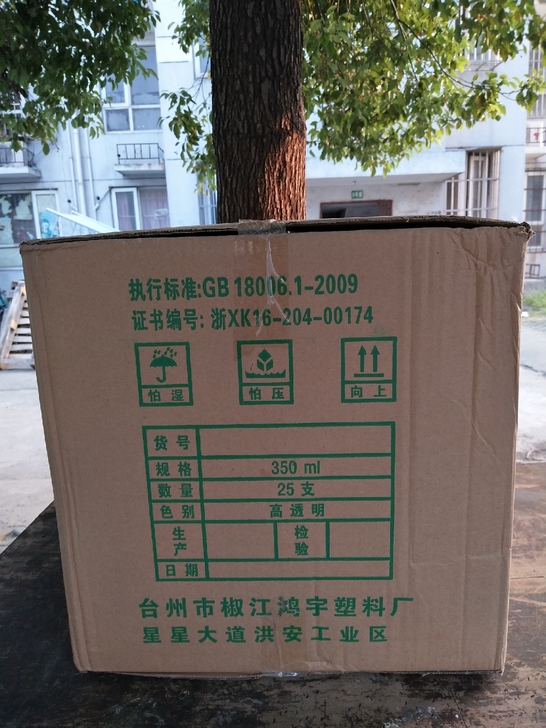 执行标准:GB 18006.1-2009
证书编号: 浙XK16-204-00174
怕湿 怕压 向上
货号
规格 350 ml
数量 25支
色别 高透明
生产 检验
日期
台州市椒江鸿宇塑料厂
星星大道洪安工业区